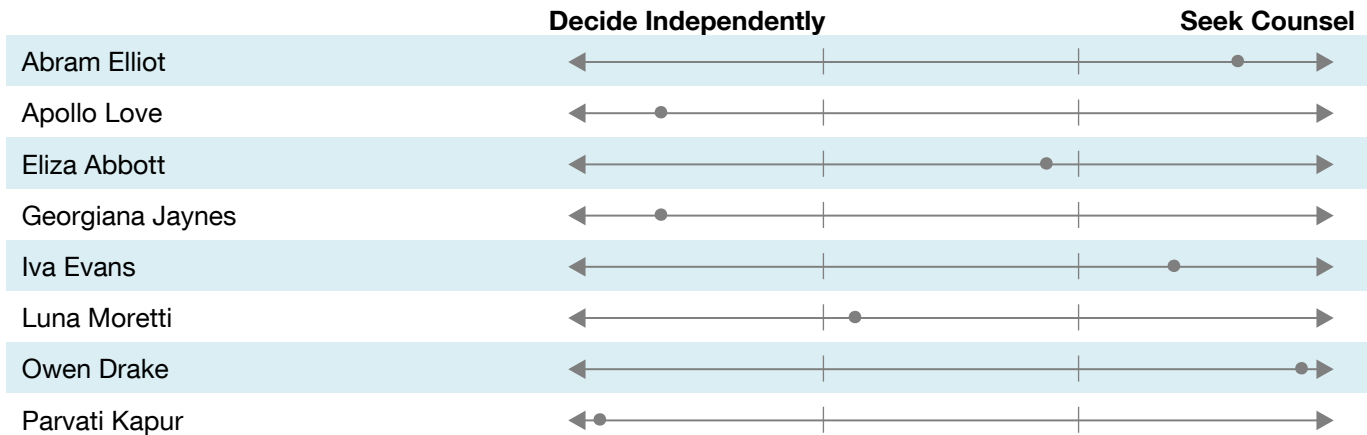 Decide Independently Seek Counsel
Abram Elliot
Apollo Love
Eliza Abbott
Georgiana Jaynes
Iva Evans
Luna Moretti
Owen Drake
Parvati Kapur